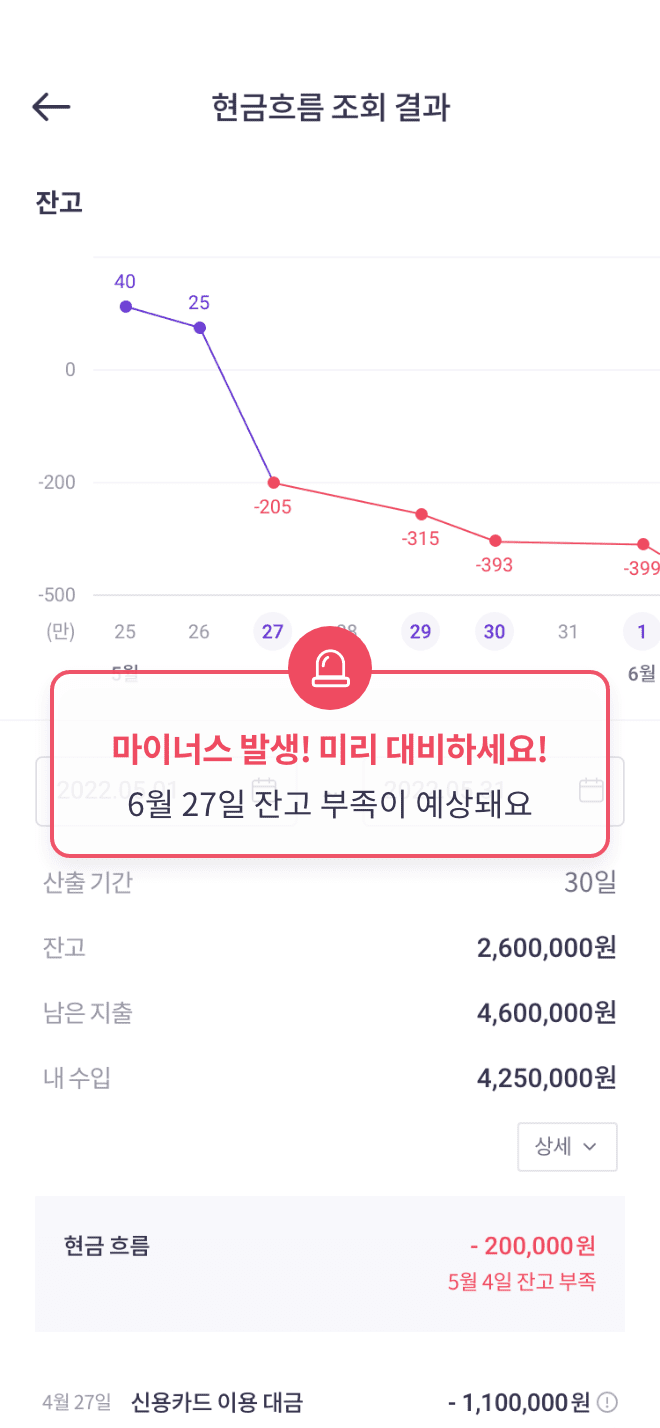 현금흐름 조회 결과
잔고
40
25
0
-200
-205
-315
-393
-399
-500
(만) 25 26 27 28 29 30 31 1
5월 6월
마이너스 발생! 미리 대비하세요!
2022.05.01 2022.05.31
6월 27일 잔고 부족이 예상돼요
산출 기간 30일
잔고 2,600,000원
남은 지출 4,600,000원
내 수입 4,250,000원
상세
현금 흐름 - 200,000원
5월 4일 잔고 부족
4월 27일 신용카드 이용 대금 - 1,100,000원